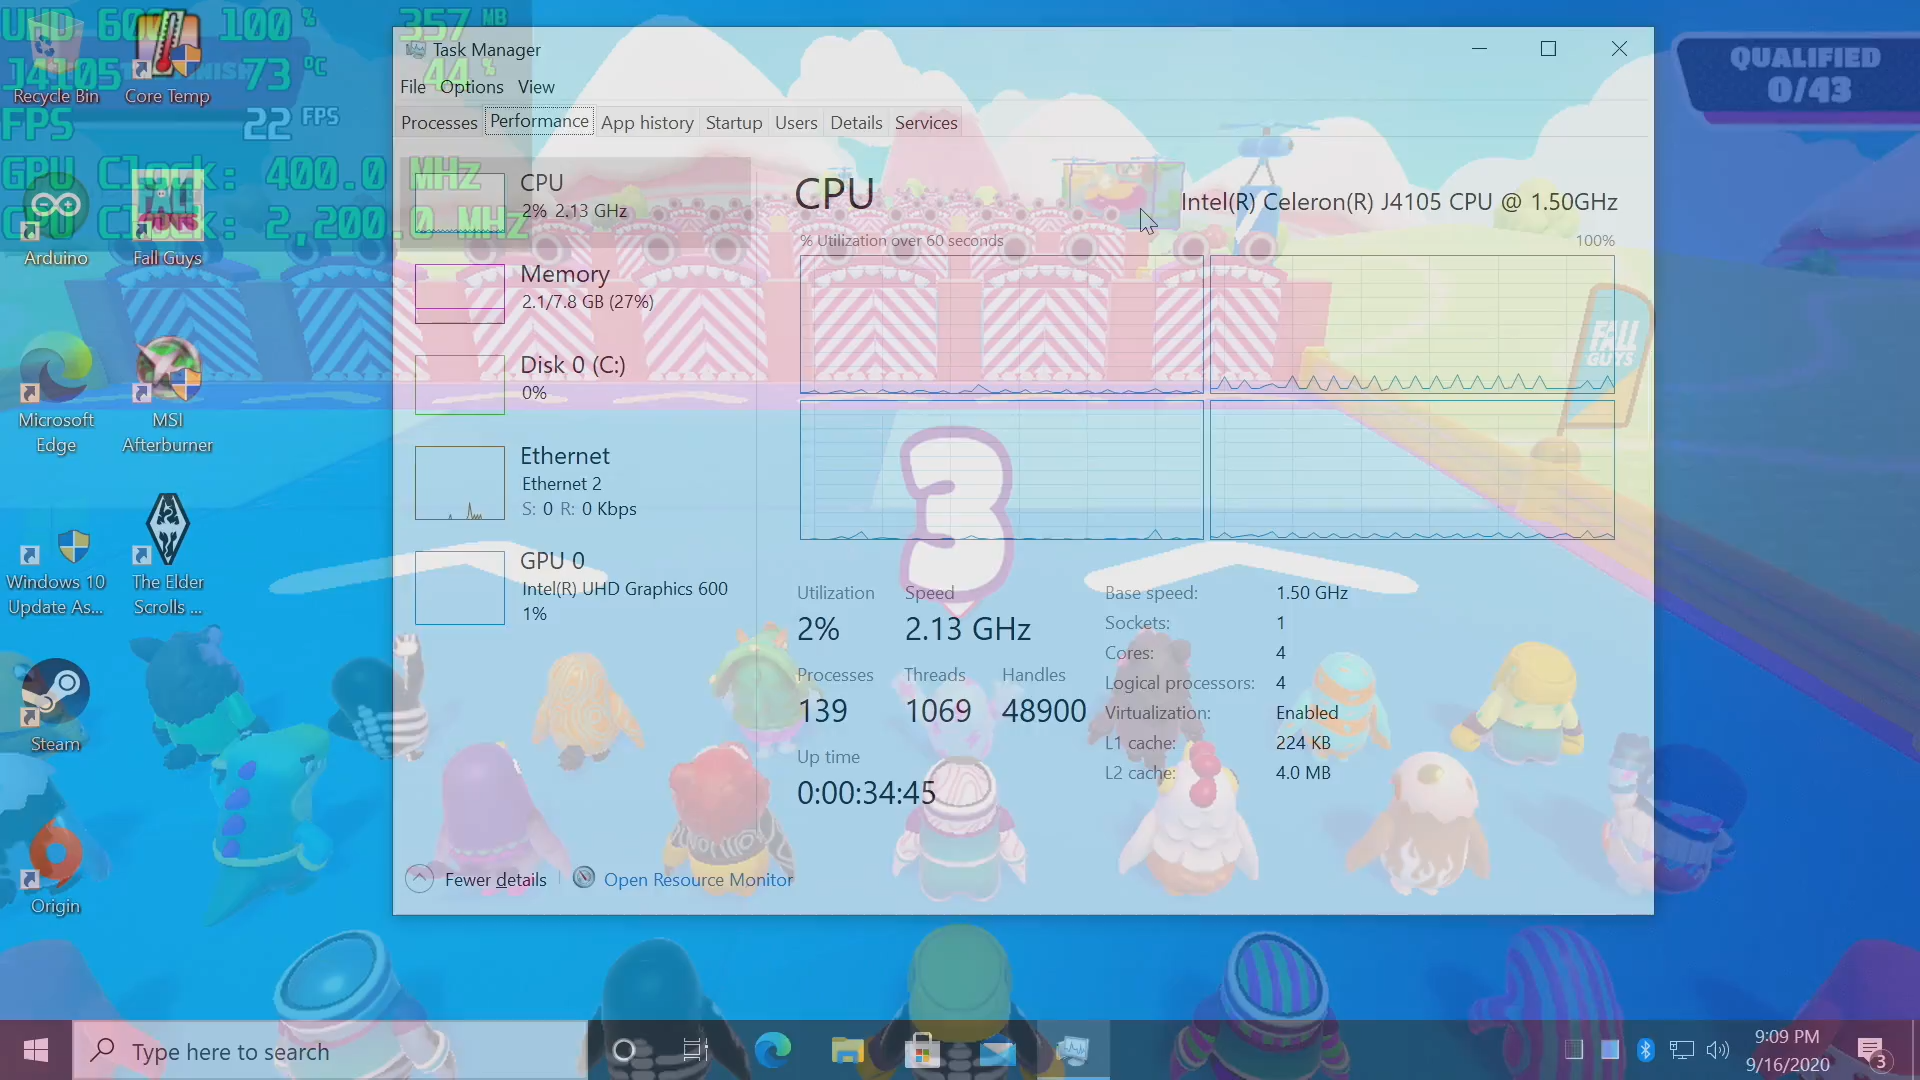 UHD 600 100 % 357 MB
J4105 73 °C 44 %
FPS 22 FPS
GPU Clock: 400.0 MHz
CPU Clock: 2,200.0 MHz
Recycle Bin
Core Temp
Arduino
Fall Guys
Microsoft Edge
MSI Afterburner
Windows 10 Update As...
The Elder Scrolls ...
Steam
Origin
Task Manager
File Options View
Processes Performance App history Startup Users Details Services
CPU
2% 2.13 GHz
Memory
2.1/7.8 GB (27%)
Disk 0 (C:)
0%
Ethernet
Ethernet 2
S: 0 R: 0 Kbps
GPU 0
Intel(R) UHD Graphics 600
1%
CPU Intel(R) Celeron(R) J4105 CPU @ 1.50GHz
% Utilization over 60 seconds 100%
3
Utilization Speed
2% 2.13 GHz
Processes Threads Handles
139 1069 48900
Up time
0:00:34:45
Base speed: 1.50 GHz
Sockets: 1
Cores: 4
Logical processors: 4
Virtualization: Enabled
L1 cache: 224 KB
L2 cache: 4.0 MB
Fewer details Open Resource Monitor
QUALIFIED
0/43
FALL
GUYS
Type here to search
9:09 PM
9/16/2020
3